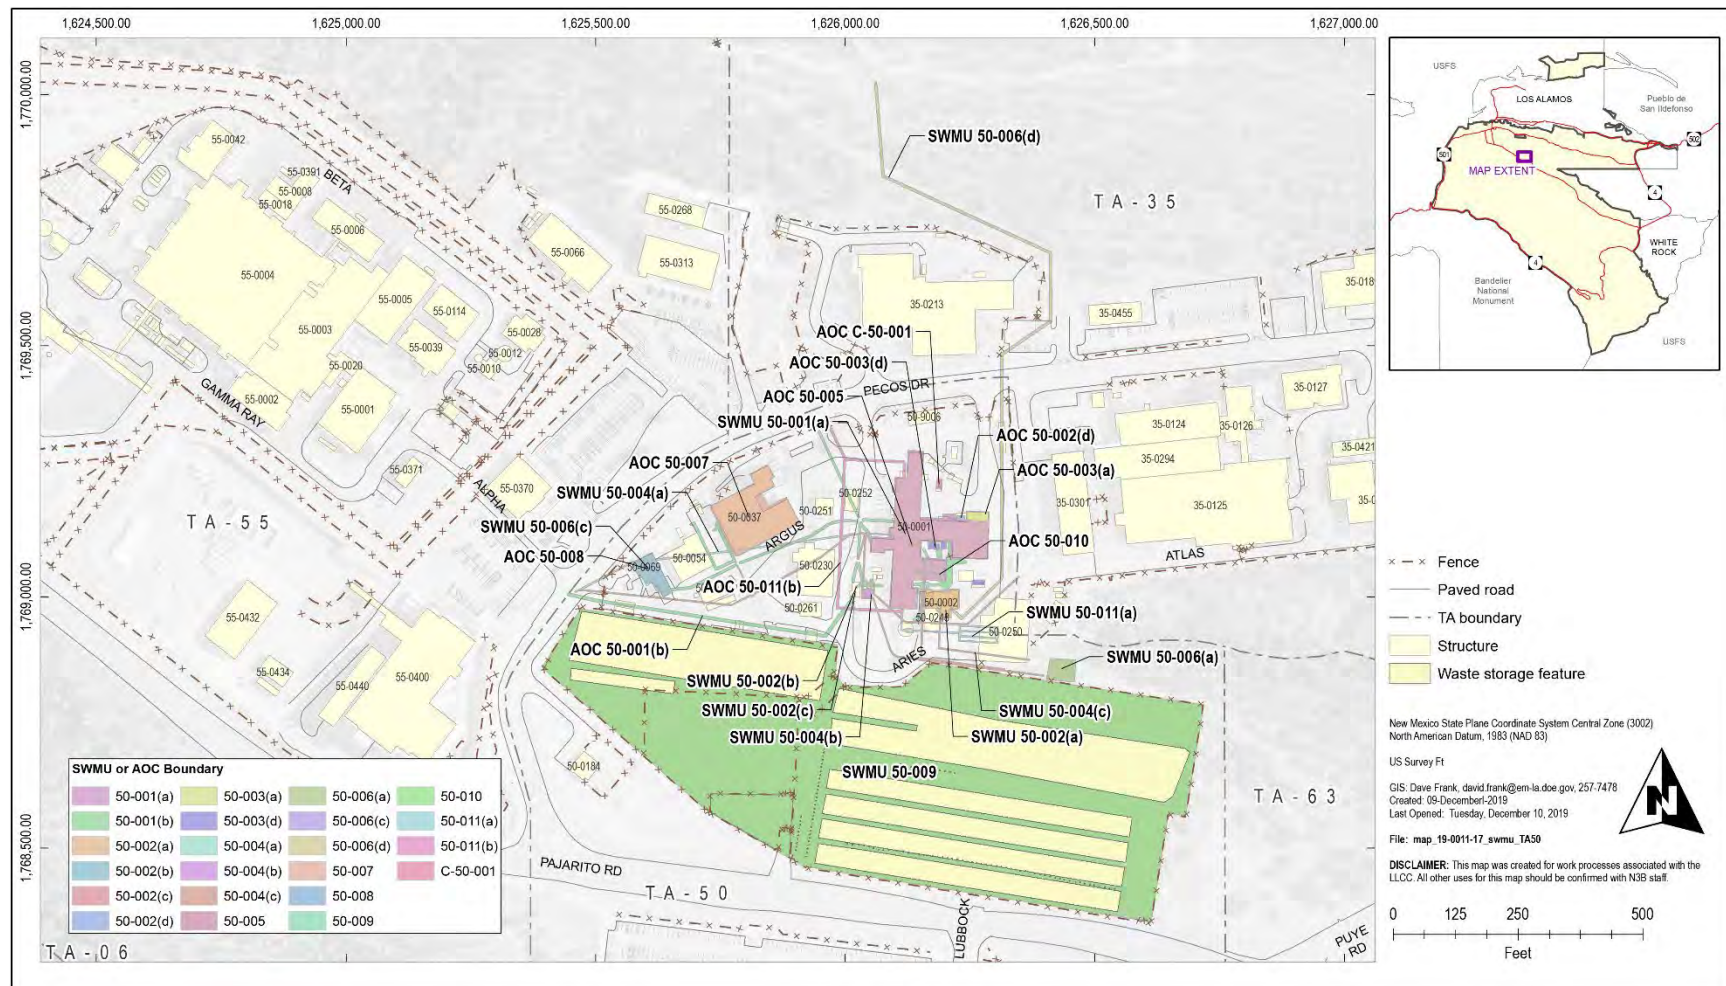 1,624,500.00
1,625,000.00
1,625,500.00
1,626,000.00
1,626,500.00
1,627,000.00
1,770,000.00
1,769,500.00
1,769,000.00
1,768,500.00
SWMU 50-006(d)
TA-35
55-0042
55-0391
55-0008
55-0018
BETA
55-0006
55-0004
55-0268
55-0066
55-0313
55-0005
55-0114
55-0003
55-0028
55-0039
55-0012
55-0010
55-0020
55-0002
55-0001
GAMMA RAY
35-0213
35-0455
35-018
AOC C-50-001
AOC 50-003(d)
PECOS DR
AOC 50-005
50-9006
SWMU 50-001(a)
35-0127
35-0124
35-0126
AOC 50-002(d)
35-0294
35-0421
AOC 50-007
AOC 50-003(a)
55-0371
ALPHA
55-0370
SWMU 50-004(a)
50-0252
50-0251
35-0301
35-0125
TA-55
50-0037
ARGUS
50-0001
SWMU 50-006(c)
AOC 50-010
ATLAS
AOC 50-008
50-0054
50-0069
50-0230
AOC 50-011(b)
50-0002
50-0261
50-0248
SWMU 50-011(a)
50-0250
55-0432
AOC 50-001(b)
ARIES
SWMU 50-006(a)
55-0434
55-0440
55-0400
SWMU 50-002(b)
SWMU 50-002(c)
SWMU 50-004(c)
SWMU 50-004(b)
SWMU 50-002(a)
50-0184
SWMU 50-009
TA-63
PAJARITO RD
TA-50
LUBBOCK
PUYE
RD
TA-06
SWMU or AOC Boundary
50-001(a)
50-003(a)
50-006(a)
50-010
50-001(b)
50-003(d)
50-006(c)
50-011(a)
50-002(a)
50-004(a)
50-006(d)
50-011(b)
50-002(b)
50-004(b)
50-007
C-50-001
50-002(c)
50-004(c)
50-008
50-002(d)
50-005
50-009
USFS
LOS ALAMOS
Pueblo de
San Ildefonso
502
501
MAP EXTENT
4
WHITE
ROCK
4
Bandelier
National
Monument
USFS
Fence
Paved road
TA boundary
Structure
Waste storage feature
New Mexico State Plane Coordinate System Central Zone (3002)
North American Datum, 1983 (NAD 83)
US Survey Ft
GIS: Dave Frank, david.frank@em-la.doe.gov, 257-7478
Created: 09-Decemberl-2019
Last Opened: Tuesday, December 10, 2019
File: map_19-0011-17_swmu_TA50
DISCLAIMER: This map was created for work processes associated with the
LLCC. All other uses for this map should be confirmed with N3B staff.
N
0 125 250 500
Feet